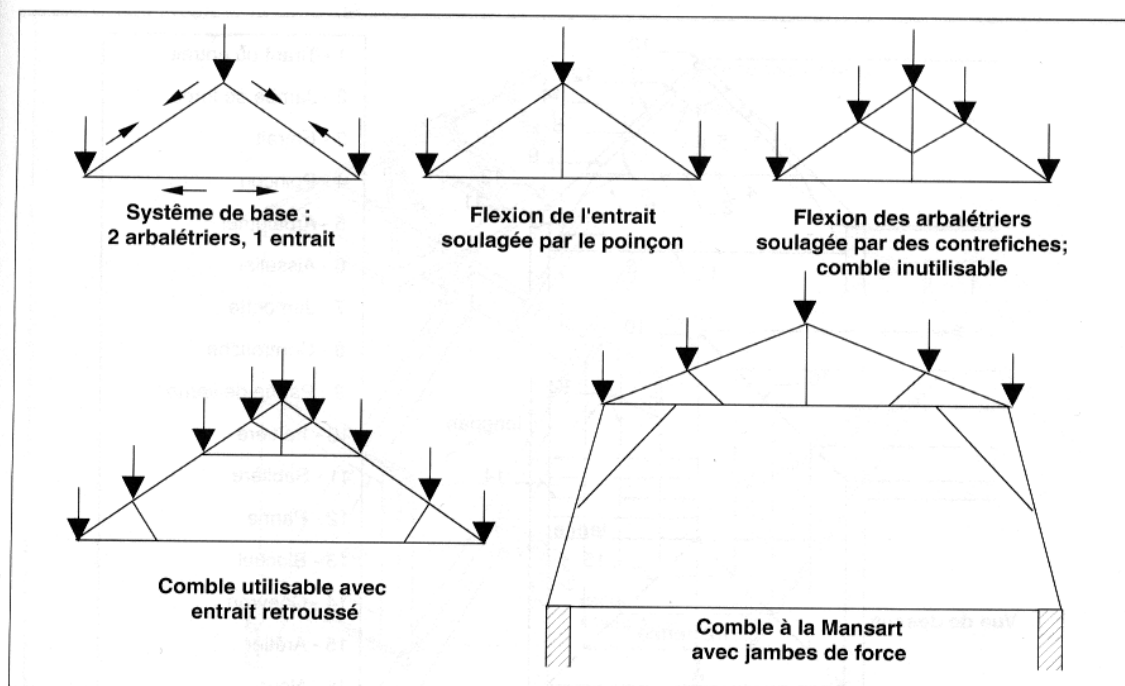 Systême de base :
2 arbalétriers, 1 entrait
Flexion de l'entrait
soulagée par le poinçon
Flexion des arbalétriers
soulagée par des contrefiches;
comble inutilisable
Comble utilisable avec
entrait retroussé
Comble à la Mansart
avec jambes de force